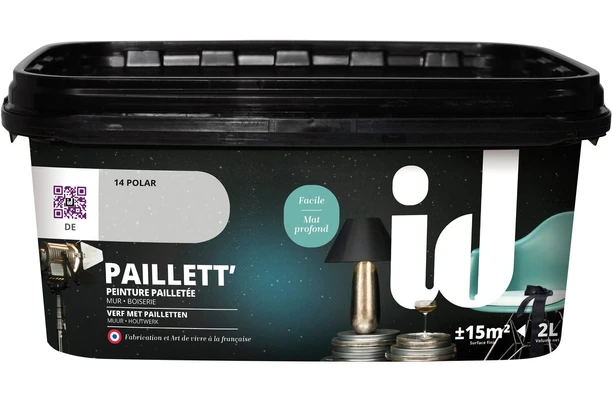 14 POLAR
DE
Facile
Mat
profond
id
PAILLETT'
PEINTURE PAILLETÉE
MUR • BOISERIE
VERF MET PAILLETTEN
MUUR • HOUTWERK
Fabrication et Art de vivre à la française
±15m² 2L
Surface